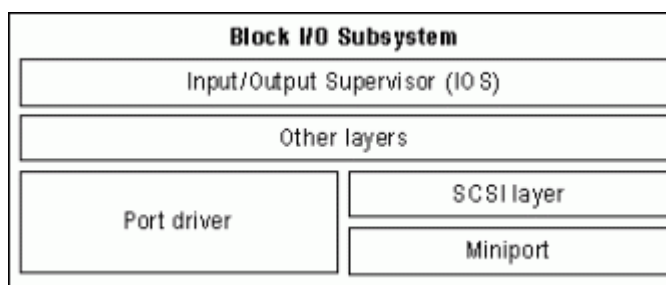 Block I/O Subsystem
Input/Output Supervisor (IOS)
Other layers
Port driver
SCSI layer
Miniport